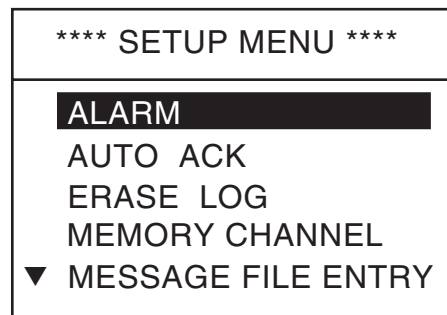 **** SETUP MENU ****
ALARM
AUTO ACK
ERASE LOG
MEMORY CHANNEL
▼ MESSAGE FILE ENTRY